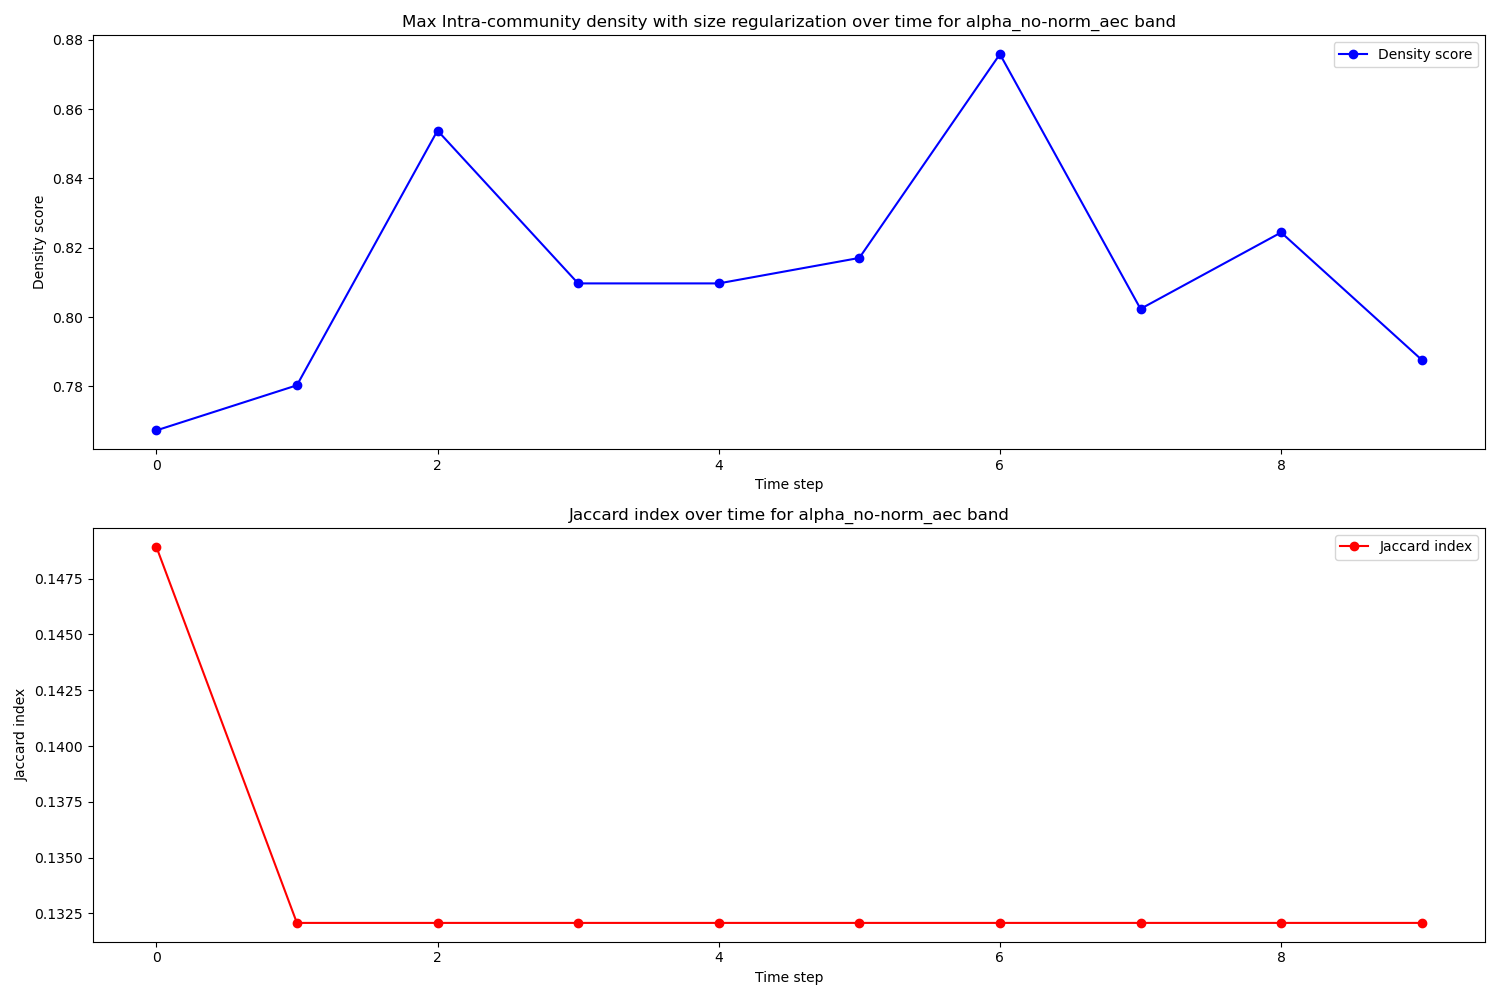 Max Intra-community density with size regularization over time for alpha_no-norm_aec band
Density score
0.88
0.86
0.84
0.82
0.80
0.78
Density score
0
2
4
6
8
Time step
Jaccard index over time for alpha_no-norm_aec band
Jaccard index
0.1475
0.1450
0.1425
0.1400
0.1375
0.1350
0.1325
Jaccard index
0
2
4
6
8
Time step